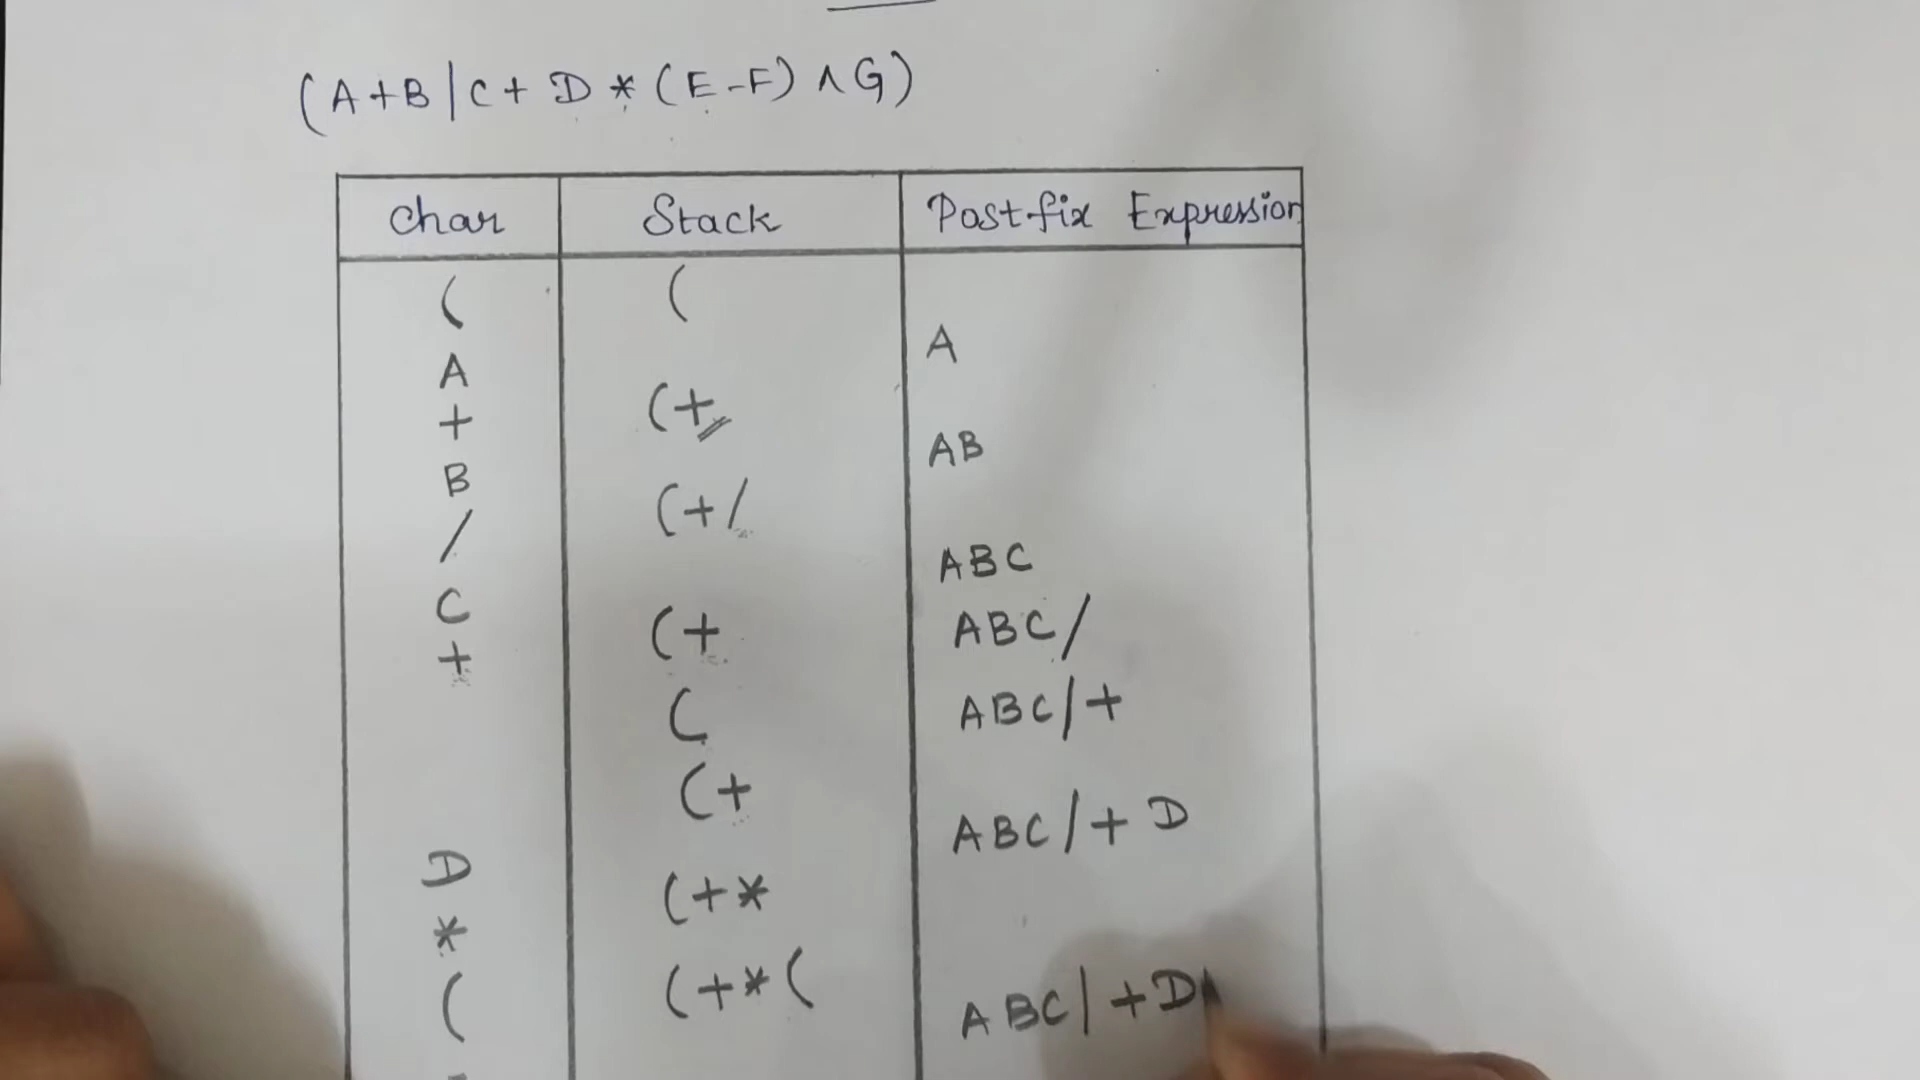 (A+B/C+D*(E-F)^G)
Char Stack Postfix Expression
( (
A A
+ (+
B AB
/ (+/
C ABC
+ (+ ABC/
( ABC/+
(+
D ABC/+D
* (+*
( (+*(
ABC/+D